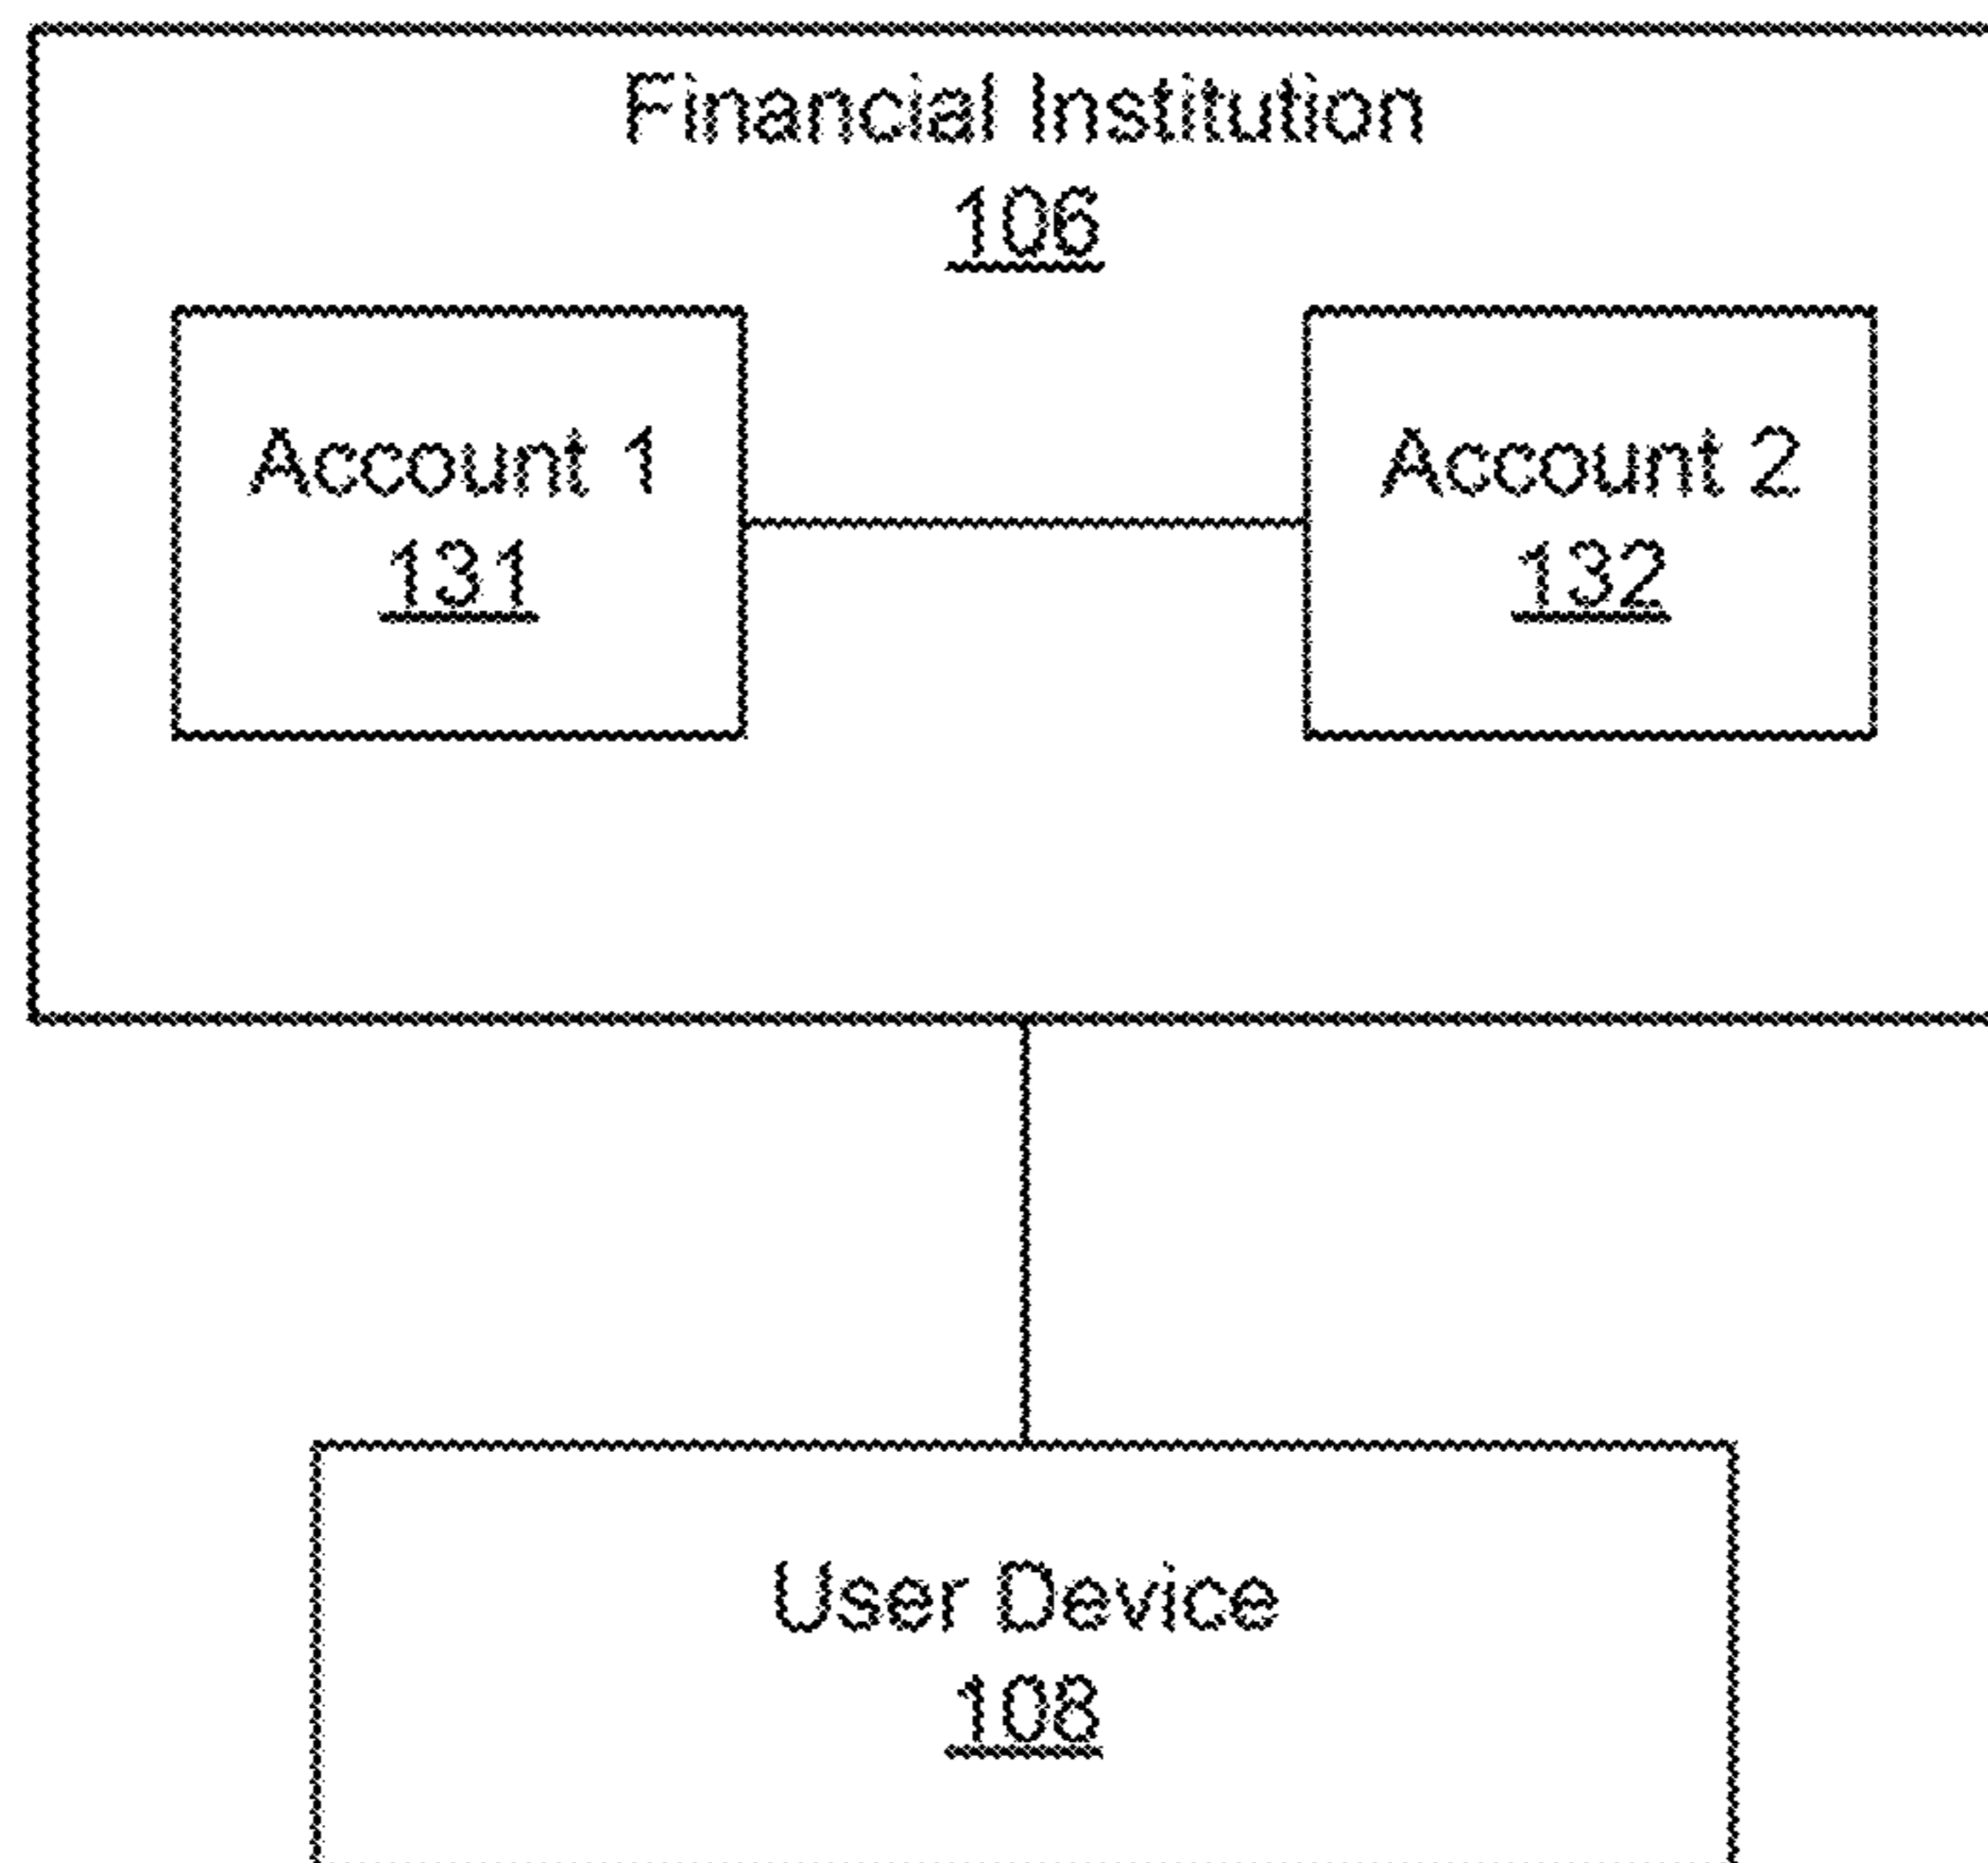 Financial Institution
106
Account 1
131
Account 2
132
User Device
108